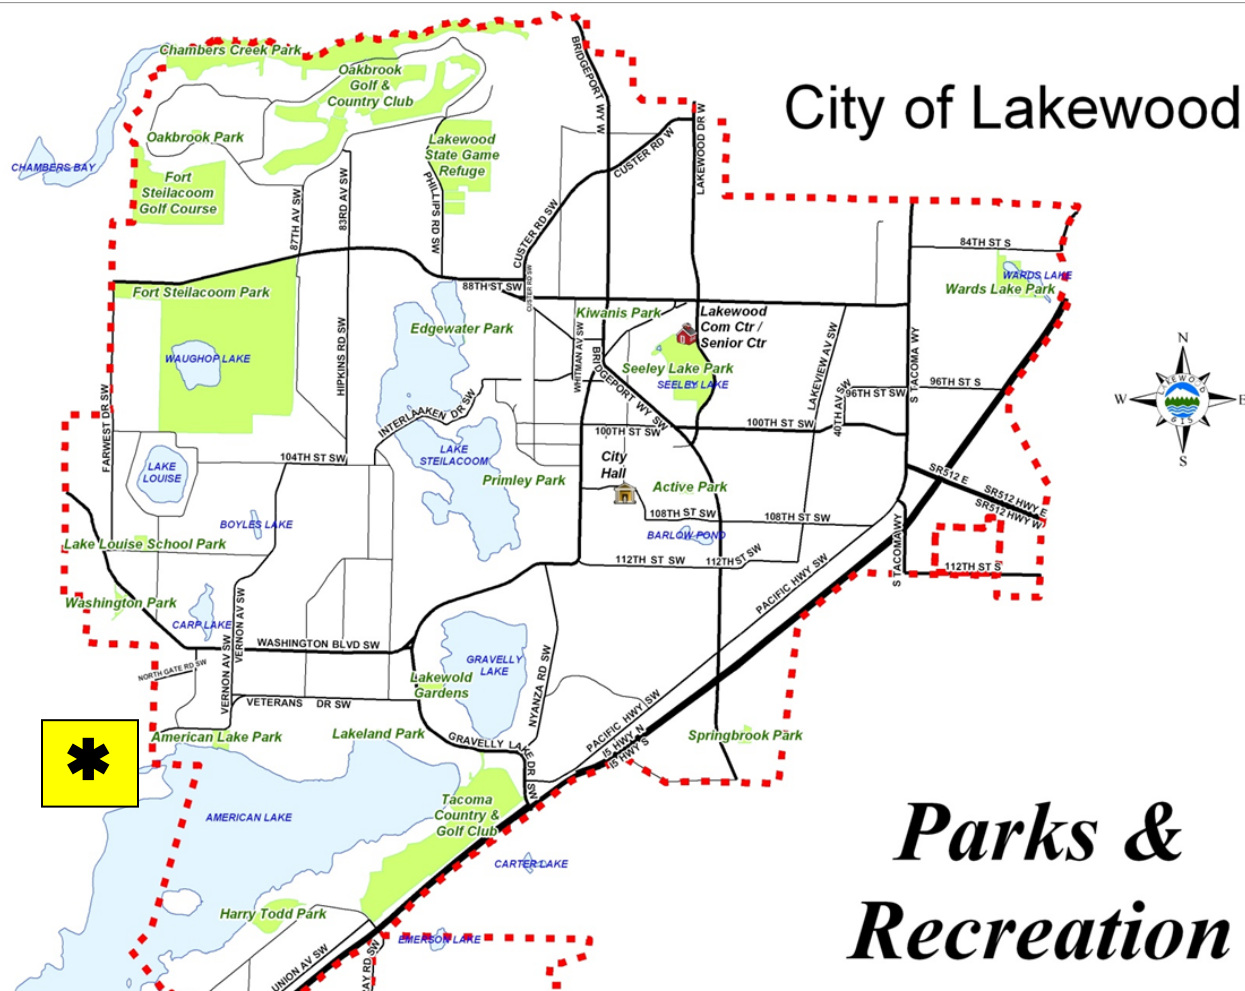 City of Lakewood
Chambers Creek Park
Oakbrook
Golf &
Country Club
BRIDGEPORT WY W
CUSTER RD W
LAKEWOOD DR W
CHAMBERS BAY
Oakbrook Park
Lakewood
State Game
Refuge
Fort
Steilacoom
Golf Course
87TH AV SW
83RD AV SW
PHILLIPS RD SW
CUSTER RD SW
CUSTER RD SW
84TH ST S
WARDS LAKE
Wards Lake Park
Fort Steilacoom Park
88TH ST SW
Edgewater Park
Kiwanis Park
Lakewood
Com Ctr /
Senior Ctr
WAUGHOP LAKE
HIPKINS RD SW
WHITMAN AV SW
BRIDGEPORT WY SW
Seeley Lake Park
SEELEY LAKE
LAKEVIEW AV SW
40TH AV SW
96TH ST SW
S TACOMA WY
96TH ST S
N
W
E
S
LAKEWOOD
GIS
FARWEST DR SW
INTERLAAKEN DR SW
100TH ST SW
100TH ST SW
LAKE
LOUISE
104TH ST SW
LAKE
STEILACOOM
City
Hall
Primley Park
Active Park
SR512 E
SR512 HWY E
SR512 HWY W
BOYLES LAKE
108TH ST SW
108TH ST SW
BARLOW POND
Lake Louise School Park
112TH ST SW
112TH ST SW
S TACOMA WY
112TH ST S
PACIFIC HWY SW
Washington Park
CARP LAKE
VERNON AV SW
WASHINGTON BLVD SW
NORTH GATE RD SW
VERNON AV SW
GRAVELLY
LAKE
Lakewold
Gardens
NYANZA RD SW
VETERANS DR SW
American Lake Park
Lakeland Park
GRAVELLY LAKE DR SW
PACIFIC HWY SW
I5 HWY N
I5 HWY S
Springbrook Park
*
AMERICAN LAKE
Tacoma
Country &
Golf Club
CARTER LAKE
Parks &
Recreation
Harry Todd Park
EMERSON LAKE
UNION AV SW
AY RD SW